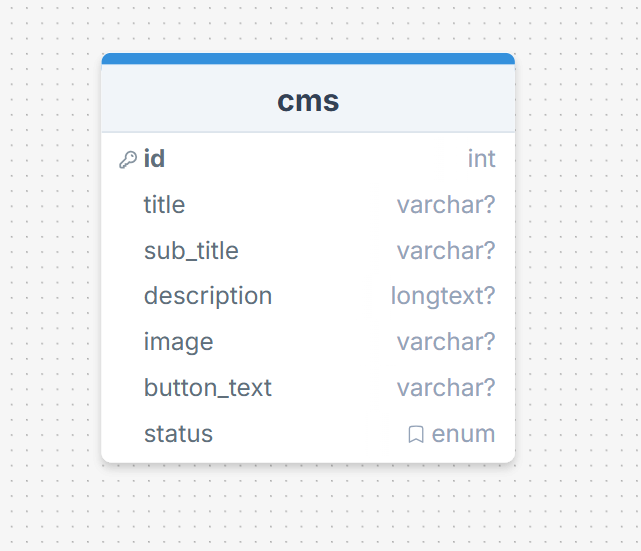 cms
id int
title varchar?
sub_title varchar?
description longtext?
image varchar?
button_text varchar?
status enum